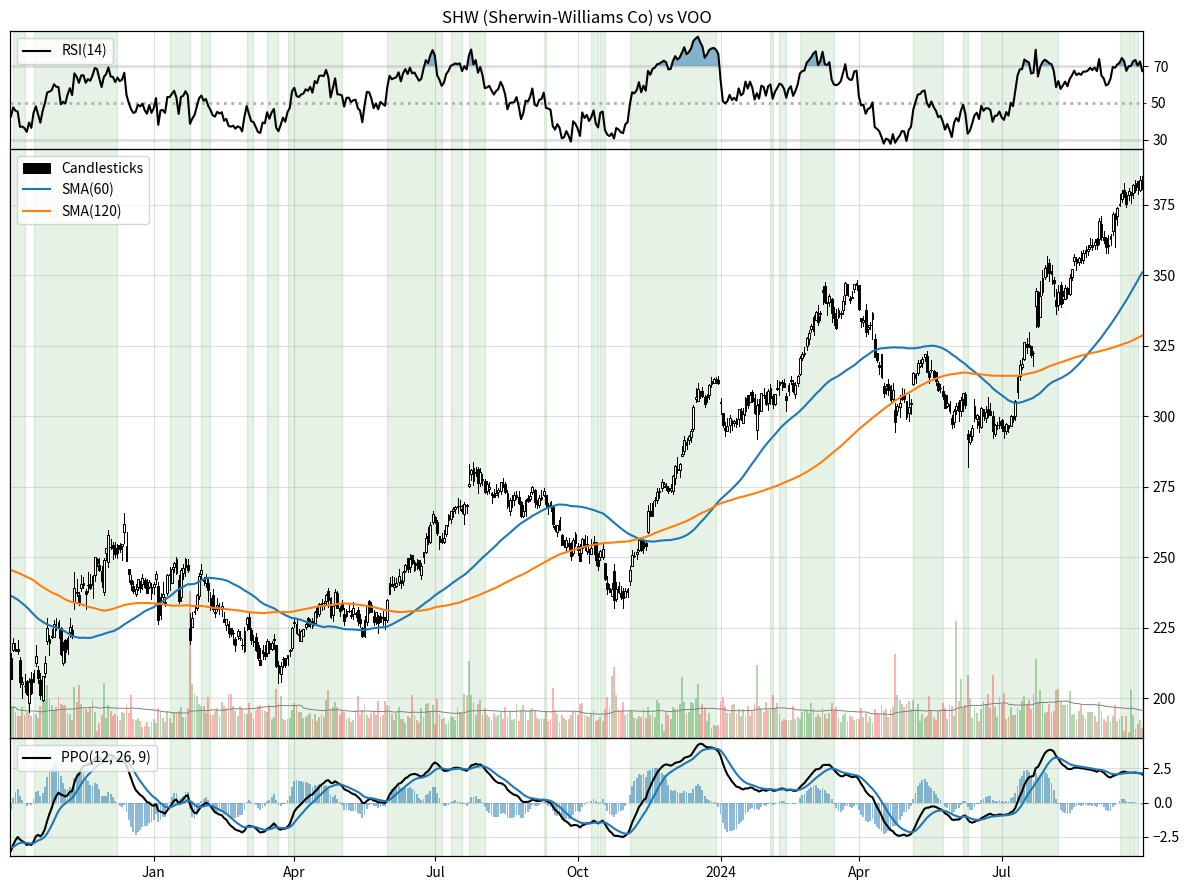 SHW (Sherwin-Williams Co) vs VOO
RSI(14)
70
50
30
Candlesticks
SMA(60)
SMA(120)
375
350
325
300
275
250
225
200
PPO(12, 26, 9)
2.5
0.0
−2.5
Jan
Apr
Jul
Oct
2024
Apr
Jul